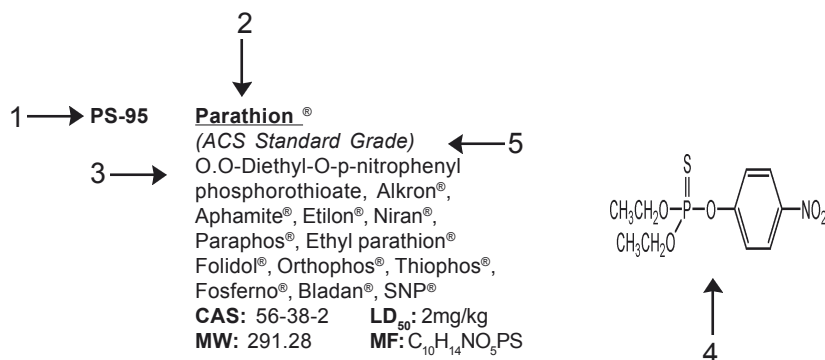 2
1 PS-95 Parathion ®
(ACS Standard Grade) 5
3 O.O-Diethyl-O-p-nitrophenyl
phosphorothioate, Alkron®,
Aphamite®, Etilon®, Niran®,
Paraphos®, Ethyl parathion®
Folidol®, Orthophos®, Thiophos®,
Fosferno®, Bladan®, SNP®
CAS: 56-38-2 LD50: 2mg/kg
MW: 291.28 MF: C10H14NO5PS
S
CH3CH2O P O NO2
CH3CH2O
4